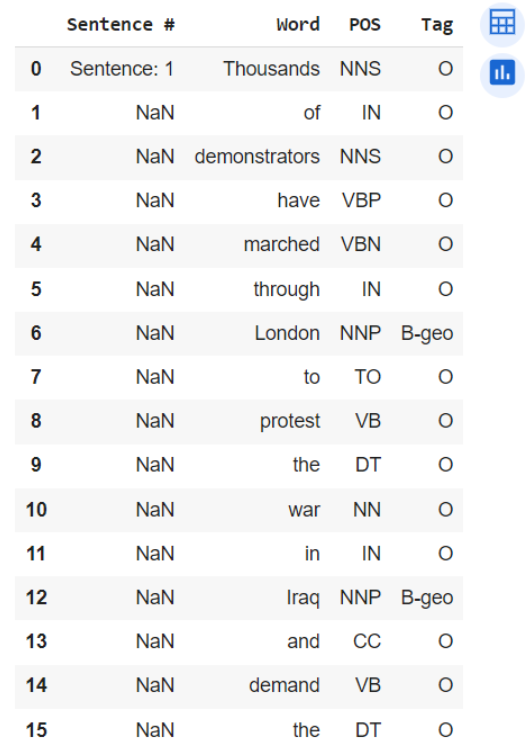 Sentence # Word POS Tag
0 Sentence: 1 Thousands NNS O
1 NaN of IN O
2 NaN demonstrators NNS O
3 NaN have VBP O
4 NaN marched VBN O
5 NaN through IN O
6 NaN London NNP B-geo
7 NaN to TO O
8 NaN protest VB O
9 NaN the DT O
10 NaN war NN O
11 NaN in IN O
12 NaN Iraq NNP B-geo
13 NaN and CC O
14 NaN demand VB O
15 NaN the DT O